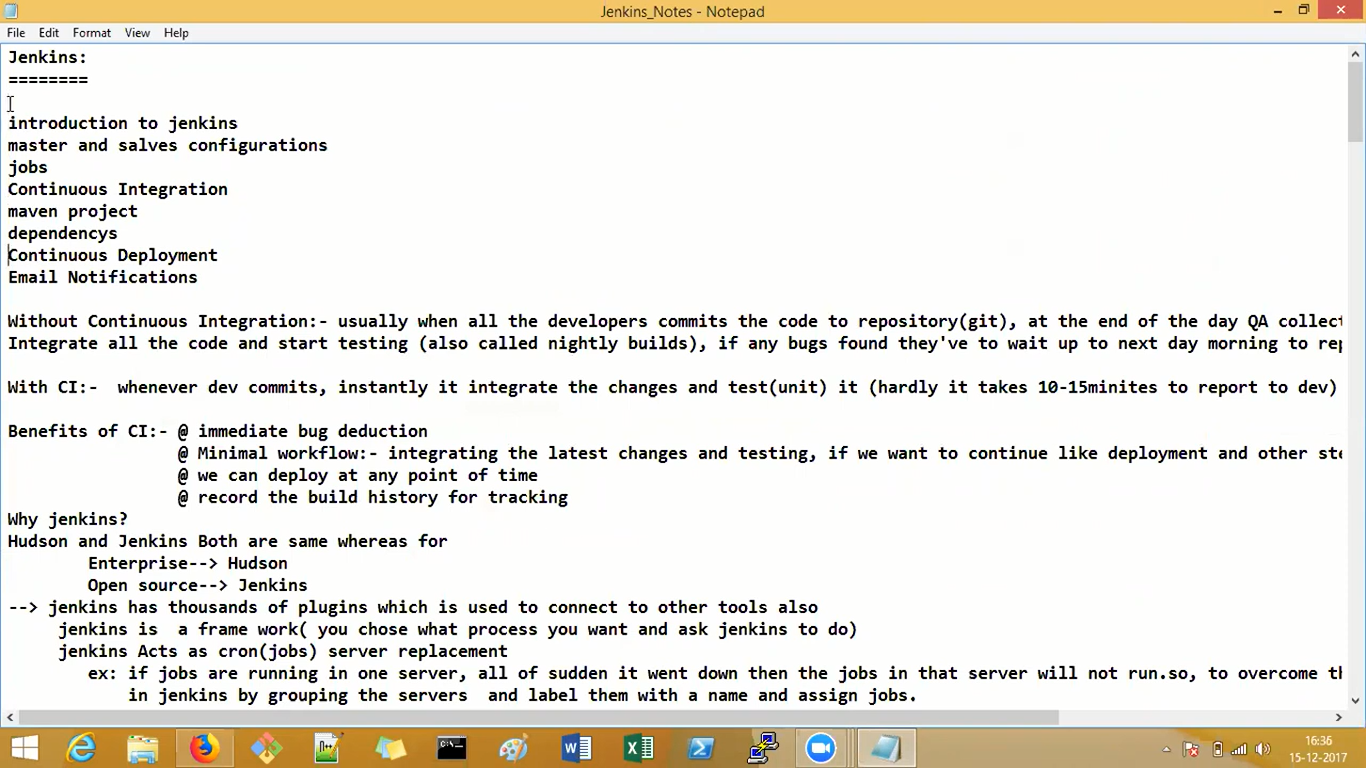 Jenkins_Notes - Notepad
File Edit Format View Help
Jenkins:
========
introduction to jenkins
master and salves configurations
jobs
Continuous Integration
maven project
dependencys
Continuous Deployment
Email Notifications
Without Continuous Integration:- usually when all the developers commits the code to repository(git), at the end of the day QA collect
Integrate all the code and start testing (also called nightly builds), if any bugs found they've to wait up to next day morning to rep
With CI:-  whenever dev commits, instantly it integrate the changes and test(unit) it (hardly it takes 10-15minites to report to dev)
Benefits of CI:- @ immediate bug deduction
@ Minimal workflow:- integrating the latest changes and testing, if we want to continue like deployment and other ste
@ we can deploy at any point of time
@ record the build history for tracking
Why jenkins?
Hudson and Jenkins Both are same whereas for
Enterprise--> Hudson
Open source--> Jenkins
--> jenkins has thousands of plugins which is used to connect to other tools also
jenkins is  a frame work( you chose what process you want and ask jenkins to do)
jenkins Acts as cron(jobs) server replacement
ex: if jobs are running in one server, all of sudden it went down then the jobs in that server will not run.so, to overcome th
in jenkins by grouping the servers  and label them with a name and assign jobs.
16:36
15-12-2017